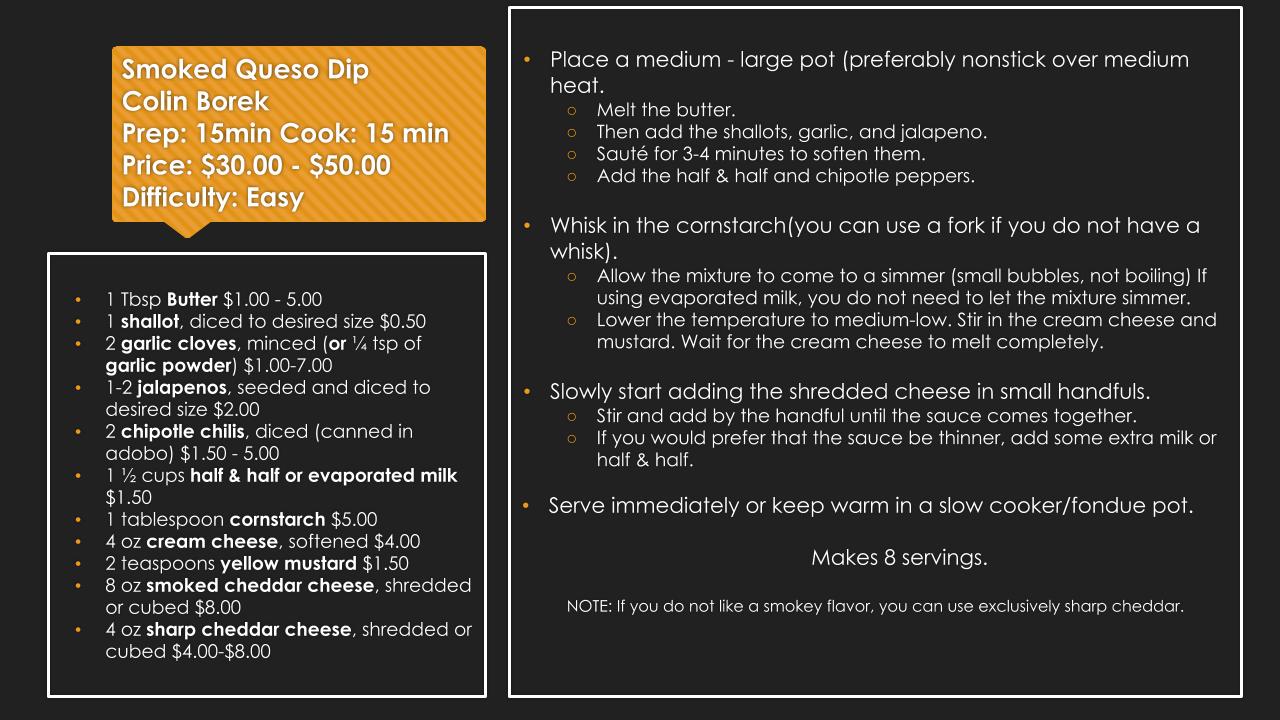 Smoked Queso Dip
Colin Borek
Prep: 15min Cook: 15 min
Price: $30.00 - $50.00
Difficulty: Easy
• 1 Tbsp Butter $1.00 - 5.00
• 1 shallot, diced to desired size $0.50
• 2 garlic cloves, minced (or ¼ tsp of
garlic powder) $1.00-7.00
• 1-2 jalapenos, seeded and diced to
desired size $2.00
• 2 chipotle chilis, diced (canned in
adobo) $1.50 - 5.00
• 1 ½ cups half & half or evaporated milk
$1.50
• 1 tablespoon cornstarch $5.00
• 4 oz cream cheese, softened $4.00
• 2 teaspoons yellow mustard $1.50
• 8 oz smoked cheddar cheese, shredded
or cubed $8.00
• 4 oz sharp cheddar cheese, shredded or
cubed $4.00-$8.00
• Place a medium - large pot (preferably nonstick over medium
heat.
○ Melt the butter.
○ Then add the shallots, garlic, and jalapeno.
○ Sauté for 3-4 minutes to soften them.
○ Add the half & half and chipotle peppers.
• Whisk in the cornstarch(you can use a fork if you do not have a
whisk).
○ Allow the mixture to come to a simmer (small bubbles, not boiling) If
using evaporated milk, you do not need to let the mixture simmer.
○ Lower the temperature to medium-low. Stir in the cream cheese and
mustard. Wait for the cream cheese to melt completely.
• Slowly start adding the shredded cheese in small handfuls.
○ Stir and add by the handful until the sauce comes together.
○ If you would prefer that the sauce be thinner, add some extra milk or
half & half.
• Serve immediately or keep warm in a slow cooker/fondue pot.
Makes 8 servings.
NOTE: If you do not like a smokey flavor, you can use exclusively sharp cheddar.